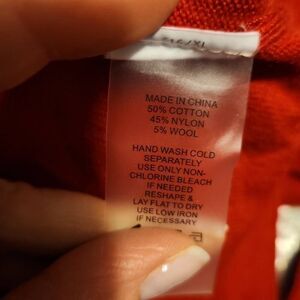 MADE IN CHINA
50% COTTON
45% NYLON
5% WOOL
HAND WASH COLD
SEPARATELY
USE ONLY NON-
CHLORINE BLEACH
IF NEEDED
RESHAPE &
LAY FLAT TO DRY
USE LOW IRON
IF NECESSARY